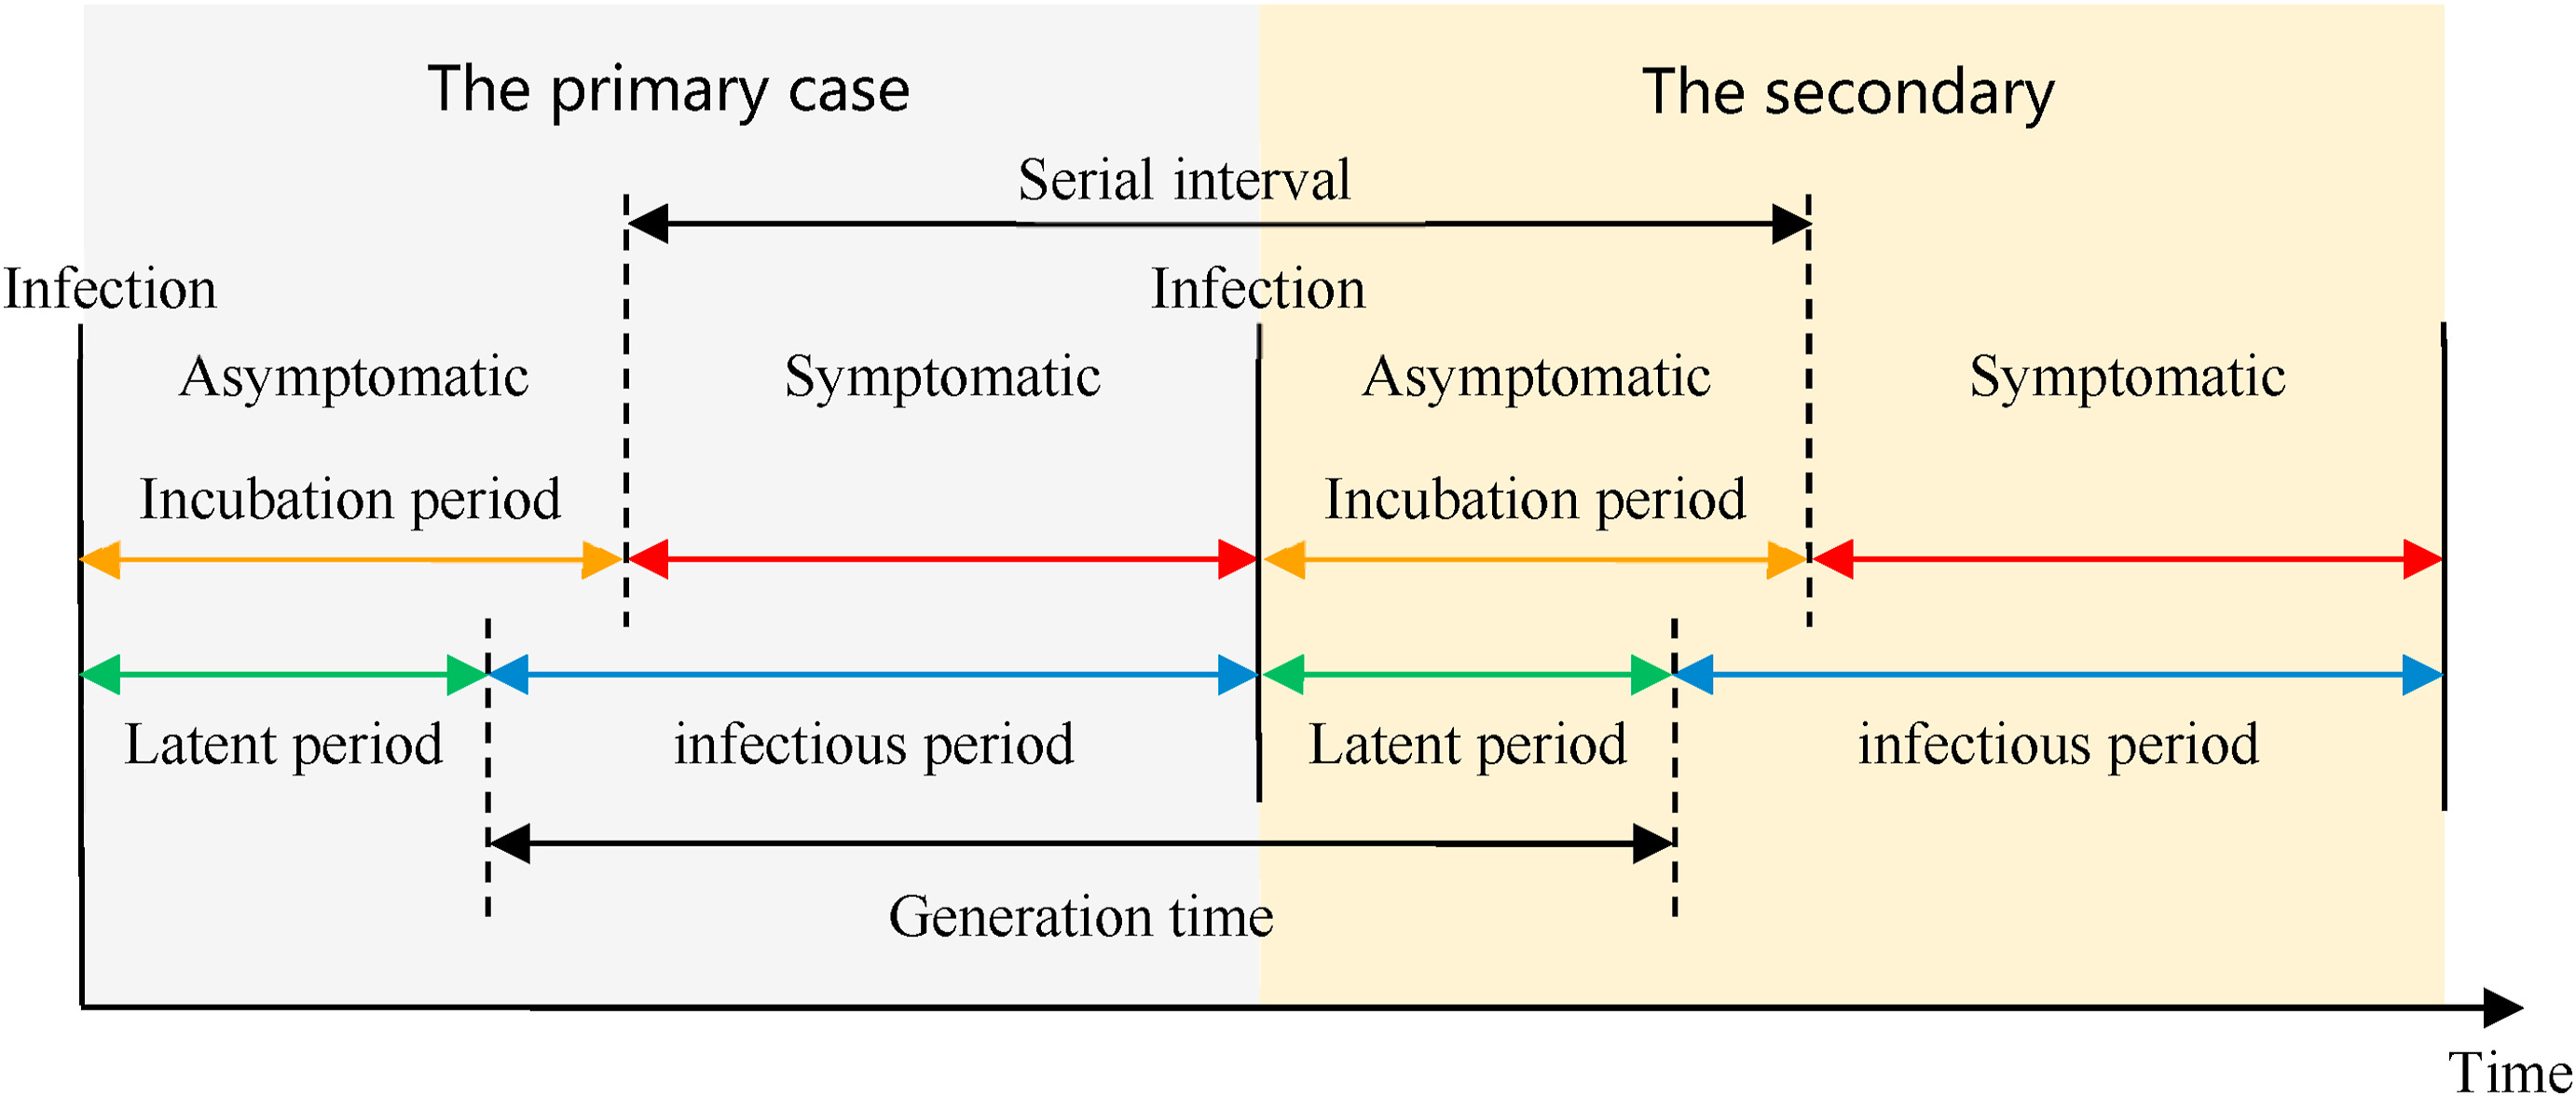 The primary case
The secondary
Serial interval
Infection
Infection
Asymptomatic
Symptomatic
Asymptomatic
Symptomatic
Incubation period
Incubation period
Latent period
infectious period
Latent period
infectious period
Generation time
Time